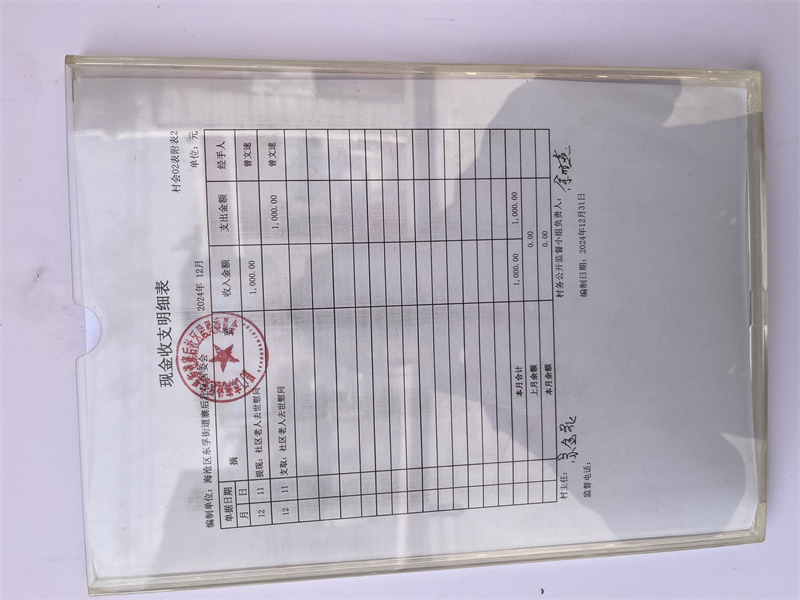 村会02表附表2
现金收支明细表
编制单位：海沧区东孚街道寨后社区居委会 2024年 12月 单位：元
单据日期 摘 要 收入金额 支出金额 经手人
月 日
12 11 提现：社区老人去世慰问 1,000.00 曾文速
12 11 支取：社区老人去世慰问 1,000.00 曾文速
本月合计 1,000.00 1,000.00
上月余额 0.00
本月余额 0.00
村主任： 村务公开监督小组负责人：
监督电话： 编制日期：2024年12月31日